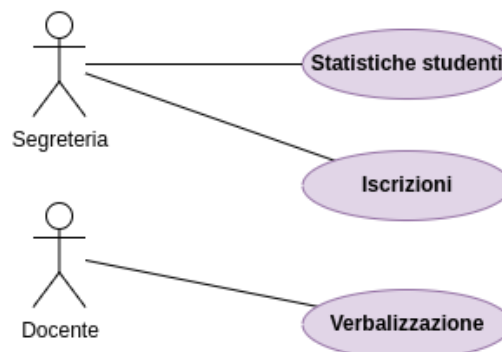 Statistiche studenti
Segreteria
Iscrizioni
Docente
Verbalizzazione